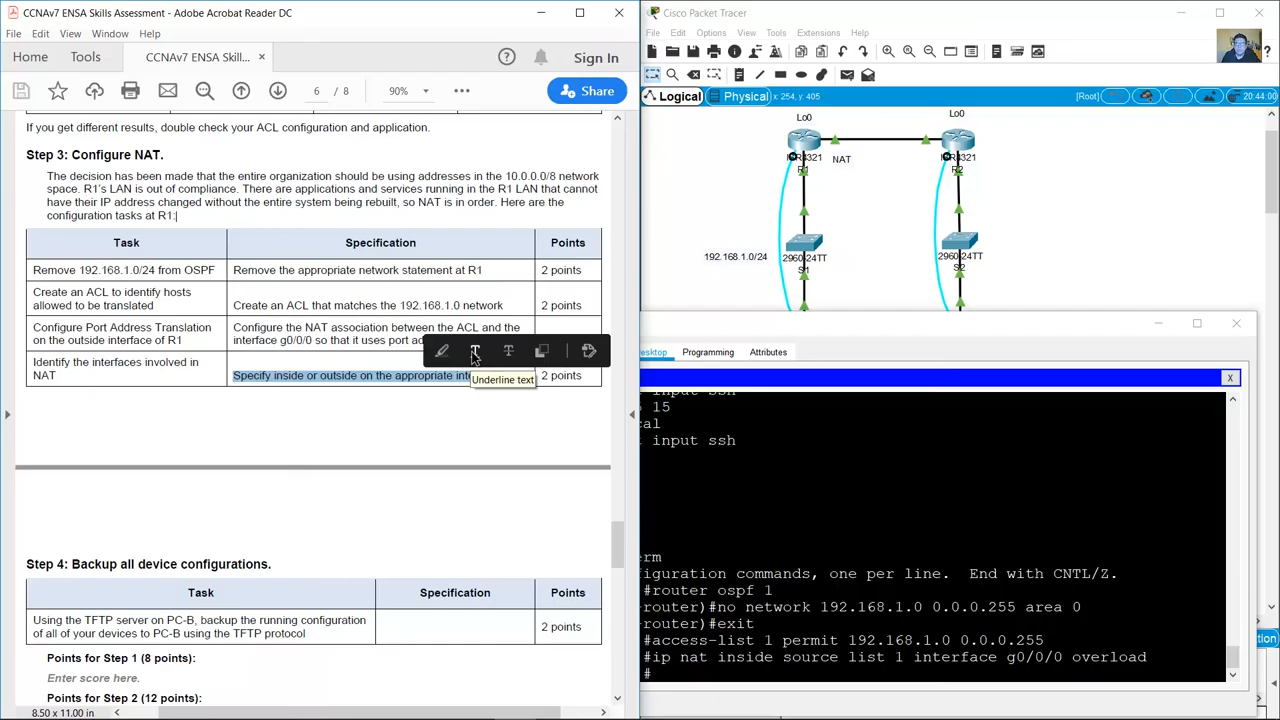 CCNAv7 ENSA Skills Assessment - Adobe Acrobat Reader DC
File Edit View Window Help
Home Tools CCNAv7 ENSA Skill... Sign In
6 / 8 90% Share
If you get different results, double check your ACL configuration and application.
Step 3: Configure NAT.
The decision has been made that the entire organization should be using addresses in the 10.0.0.0/8 network
space. R1's LAN is out of compliance. There are applications and services running in the R1 LAN that cannot
have their IP address changed without the entire system being rebuilt, so NAT is in order. Here are the
configuration tasks at R1:
Task Specification Points
Remove 192.168.1.0/24 from OSPF Remove the appropriate network statement at R1 2 points
Create an ACL to identify hosts
allowed to be translated Create an ACL that matches the 192.168.1.0 network 2 points
Configure Port Address Translation Configure the NAT association between the ACL and the
on the outside interface of R1 interface g0/0/0 so that it uses port ad
Identify the interfaces involved in
NAT Specify inside or outside on the appropriate int 2 points
Underline text
Step 4: Backup all device configurations.
Task Specification Points
Using the TFTP server on PC-B, backup the running configuration
of all of your devices to PC-B using the TFTP protocol 2 points
Points for Step 1 (8 points):
Enter score here.
Points for Step 2 (12 points):
8.50 x 11.00 in
Cisco Packet Tracer
File Edit Options View Tools Extensions Help
Logical Physical x: 254, y: 405 [Root] 20:44:00
Lo0 Lo0
ISR4321 NAT
R1
R2
192.168.1.0/24 2960-24TT
S1
2960-24TT
S2
esktop Programming Attributes
X
input ssh
15
cal
input ssh
erm
figuration commands, one per line. End with CNTL/Z.
#router ospf 1
-router)#no network 192.168.1.0 0.0.0.255 area 0
-router)#exit
#access-list 1 permit 192.168.1.0 0.0.0.255
#ip nat inside source list 1 interface g0/0/0 overload
#
tion